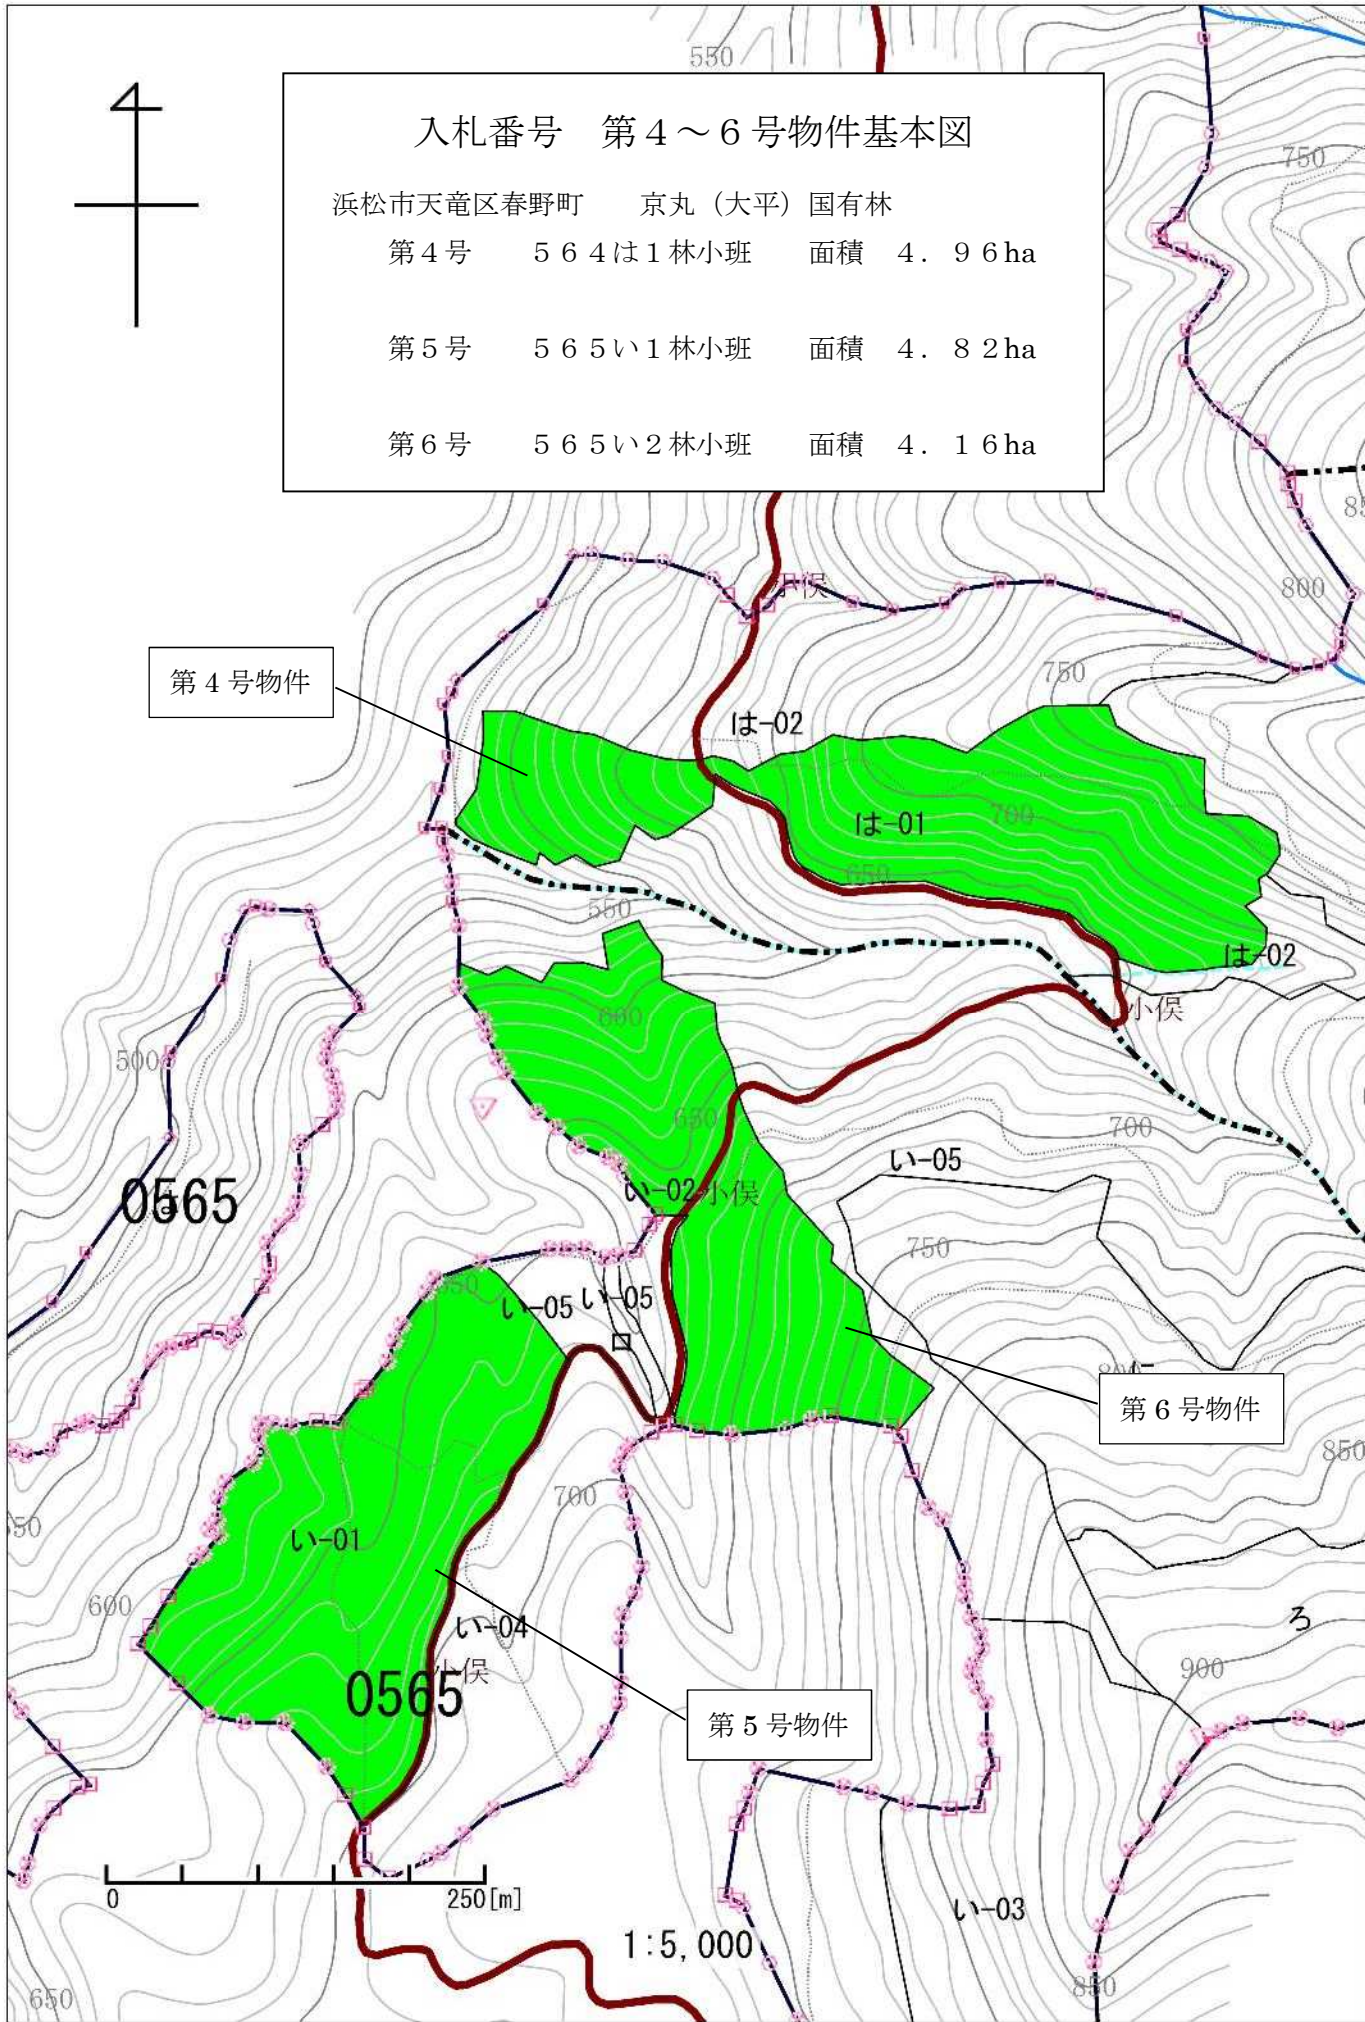 550
入札番号　第４～６号物件基本図
750
浜松市天竜区春野町　　京丸（大平）国有林
第４号　　５６４は１林小班　　面積　４．９６ha
第５号　　５６５い１林小班　　面積　４．８２ha
第６号　　５６５い２林小班　　面積　４．１６ha
小俣
800
750
第 4 号物件
は-02
は-01
700
650
550
は-02
小俣
600
500
650
700
い-05
い-02
小俣
0565
750
い-05
い-05
第 6 号物件
850
700
い-01
600
い-04
ろ
小俣
900
0565
第 5 号物件
0
250[m]
い-03
1:5,000
850
650